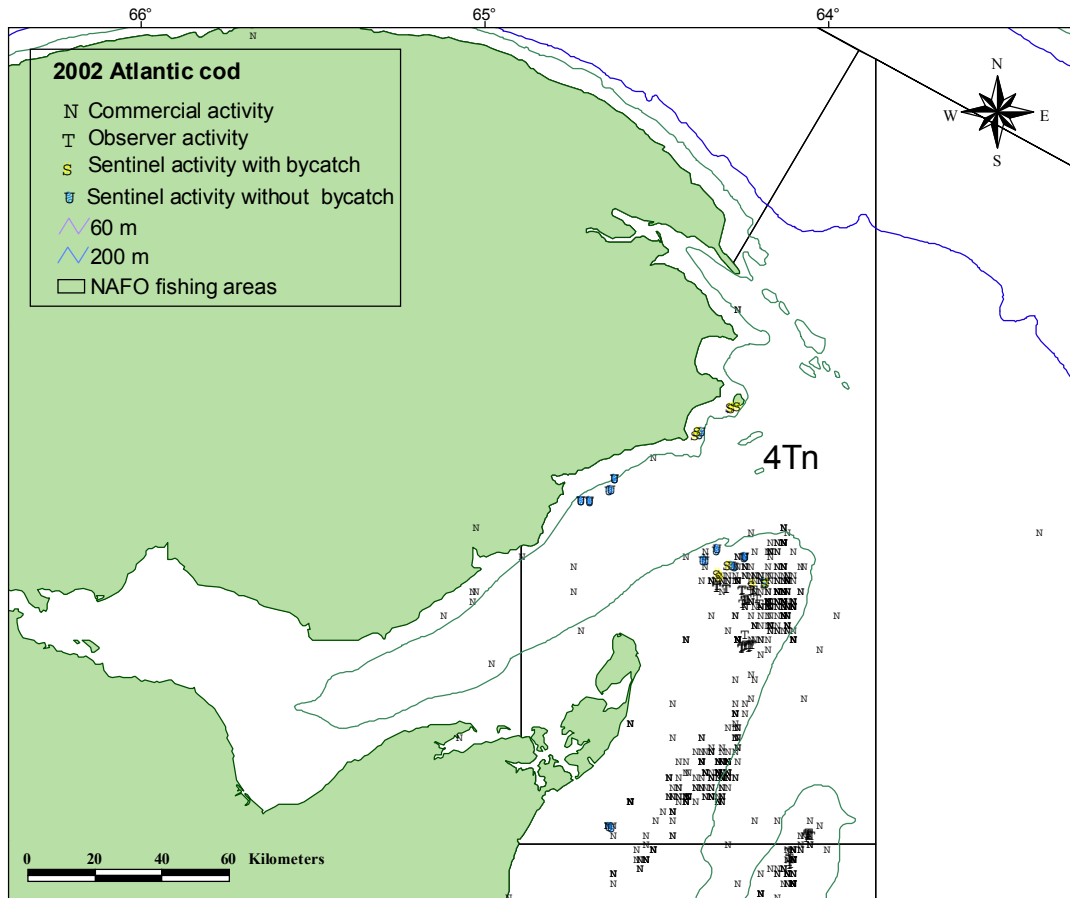 66° 65° 64°
2002 Atlantic cod
N Commercial activity
T Observer activity
S Sentinel activity with bycatch
Sentinel activity without bycatch
60 m
200 m
NAFO fishing areas
N
W E
S
4Tn
0 20 40 60 Kilometers